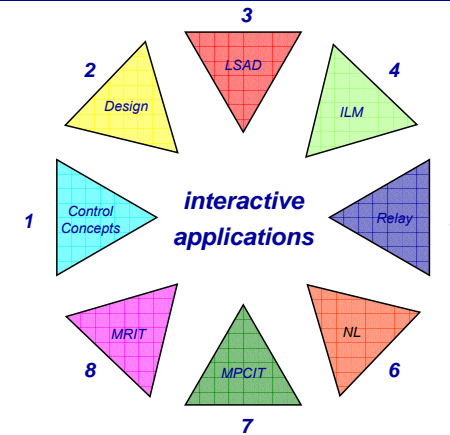 3
LSAD
2
4
Design
ILM
interactive
applications
1
Control
Concepts
Relay
MRIT
NL
8
MPCIT
6
7